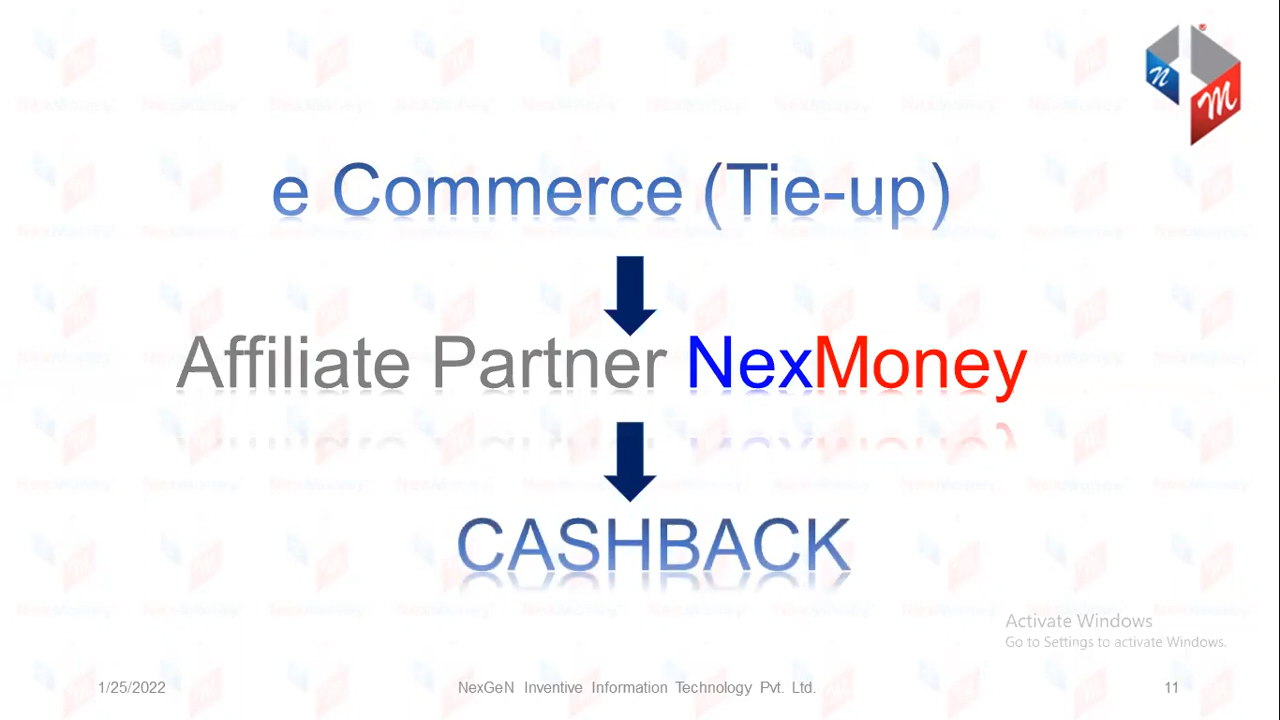 n
m
e Commerce (Tie-up)
Affiliate Partner NexMoney
CASHBACK
Activate Windows
Go to Settings to activate Windows.
1/25/2022
NexGeN Inventive Information Technology Pvt. Ltd.
11